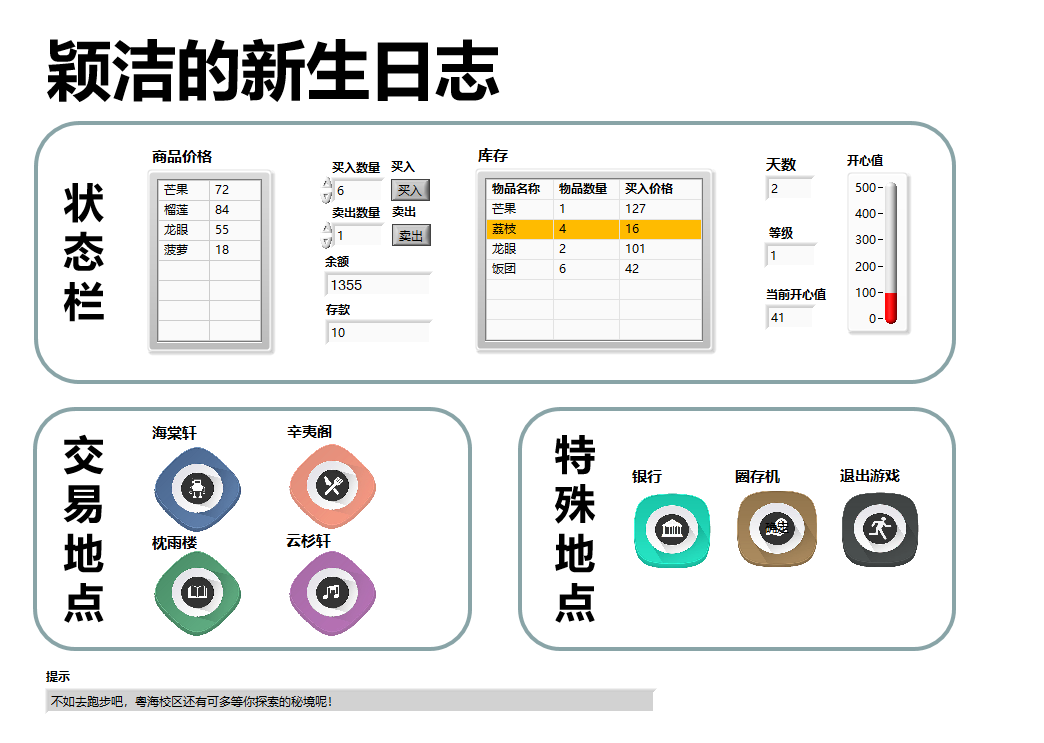 颖洁的新生日志
状态栏
商品价格
芒果 72
榴莲 84
龙眼 55
菠萝 18
买入数量 买入
6 买入
卖出数量 卖出
1 卖出
余额
1355
存款
10
库存
物品名称 物品数量 买入价格
芒果 1 127
荔枝 4 16
龙眼 2 101
饭团 6 42
天数
2
等级
1
当前开心值
41
开心值
500
400
300
200
100
0
交易地点
海棠轩
辛夷阁
枕雨楼
云杉轩
特殊地点
银行
圈存机
退出游戏
提示
不如去跑步吧，粤海校区还有可多等你探索的秘境呢！